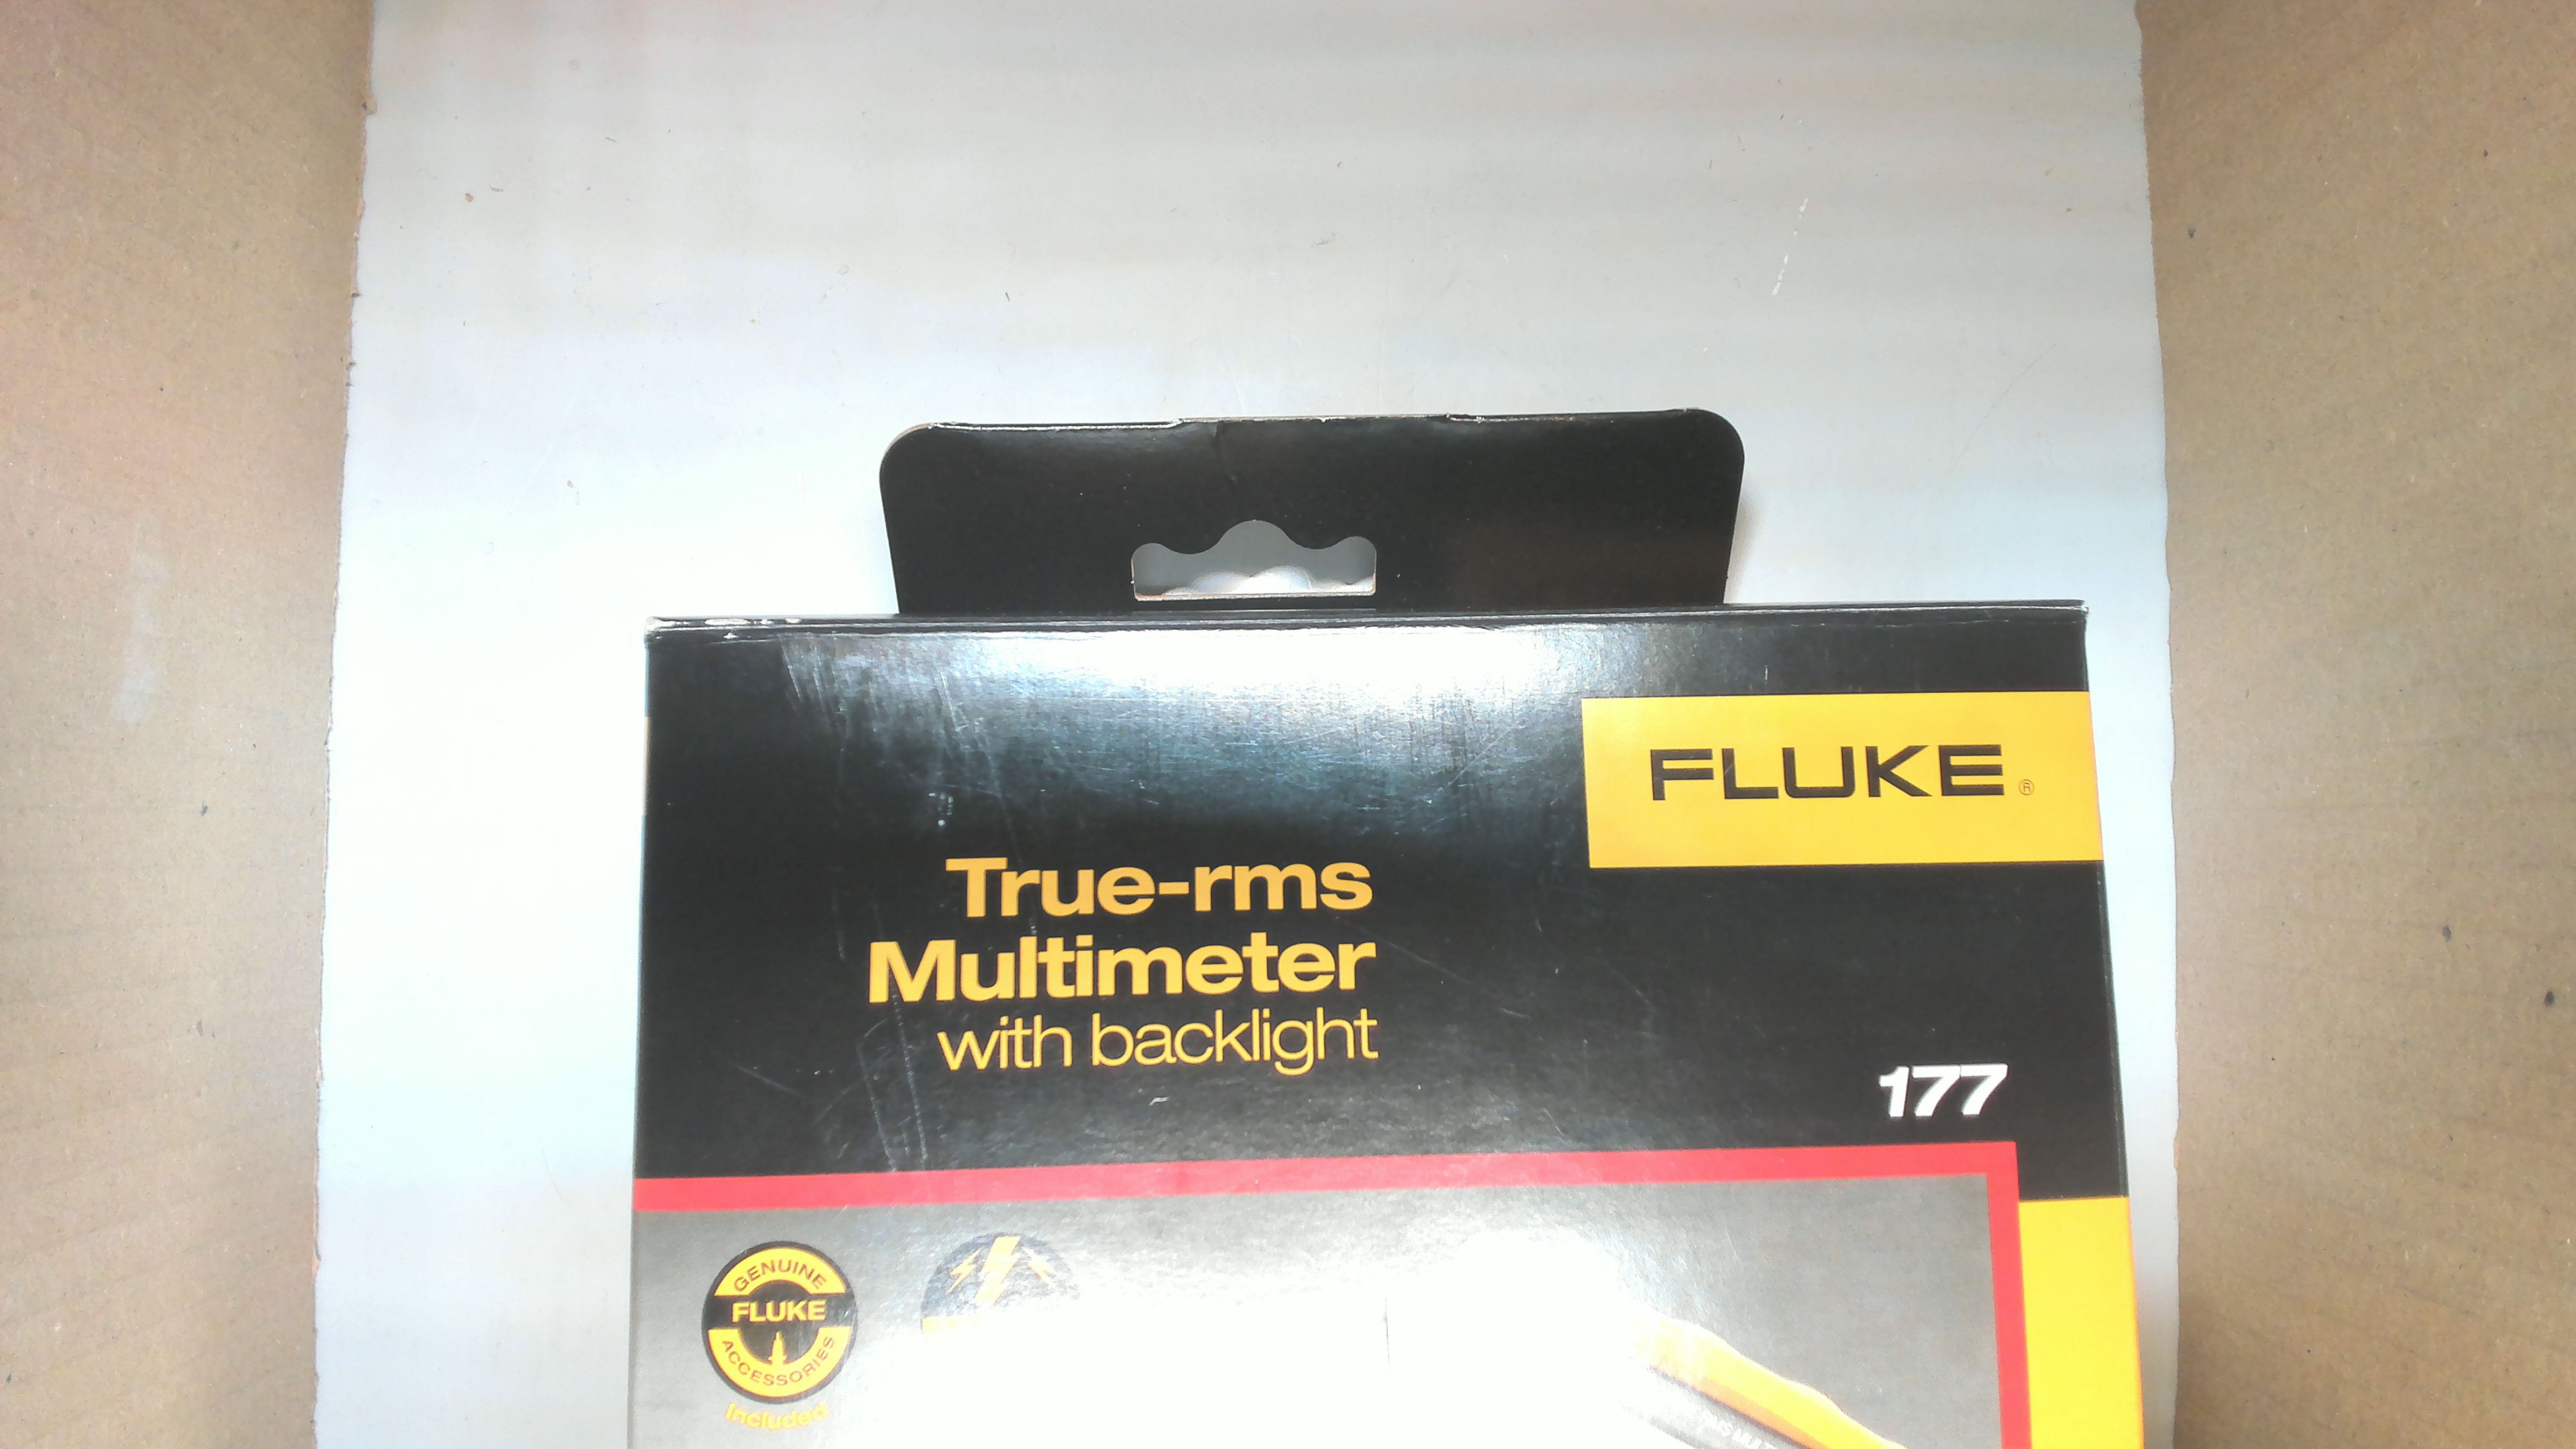 FLUKE®
True-rms
Multimeter
with backlight
177
GENUINE
FLUKE
ACCESSORIES
Included